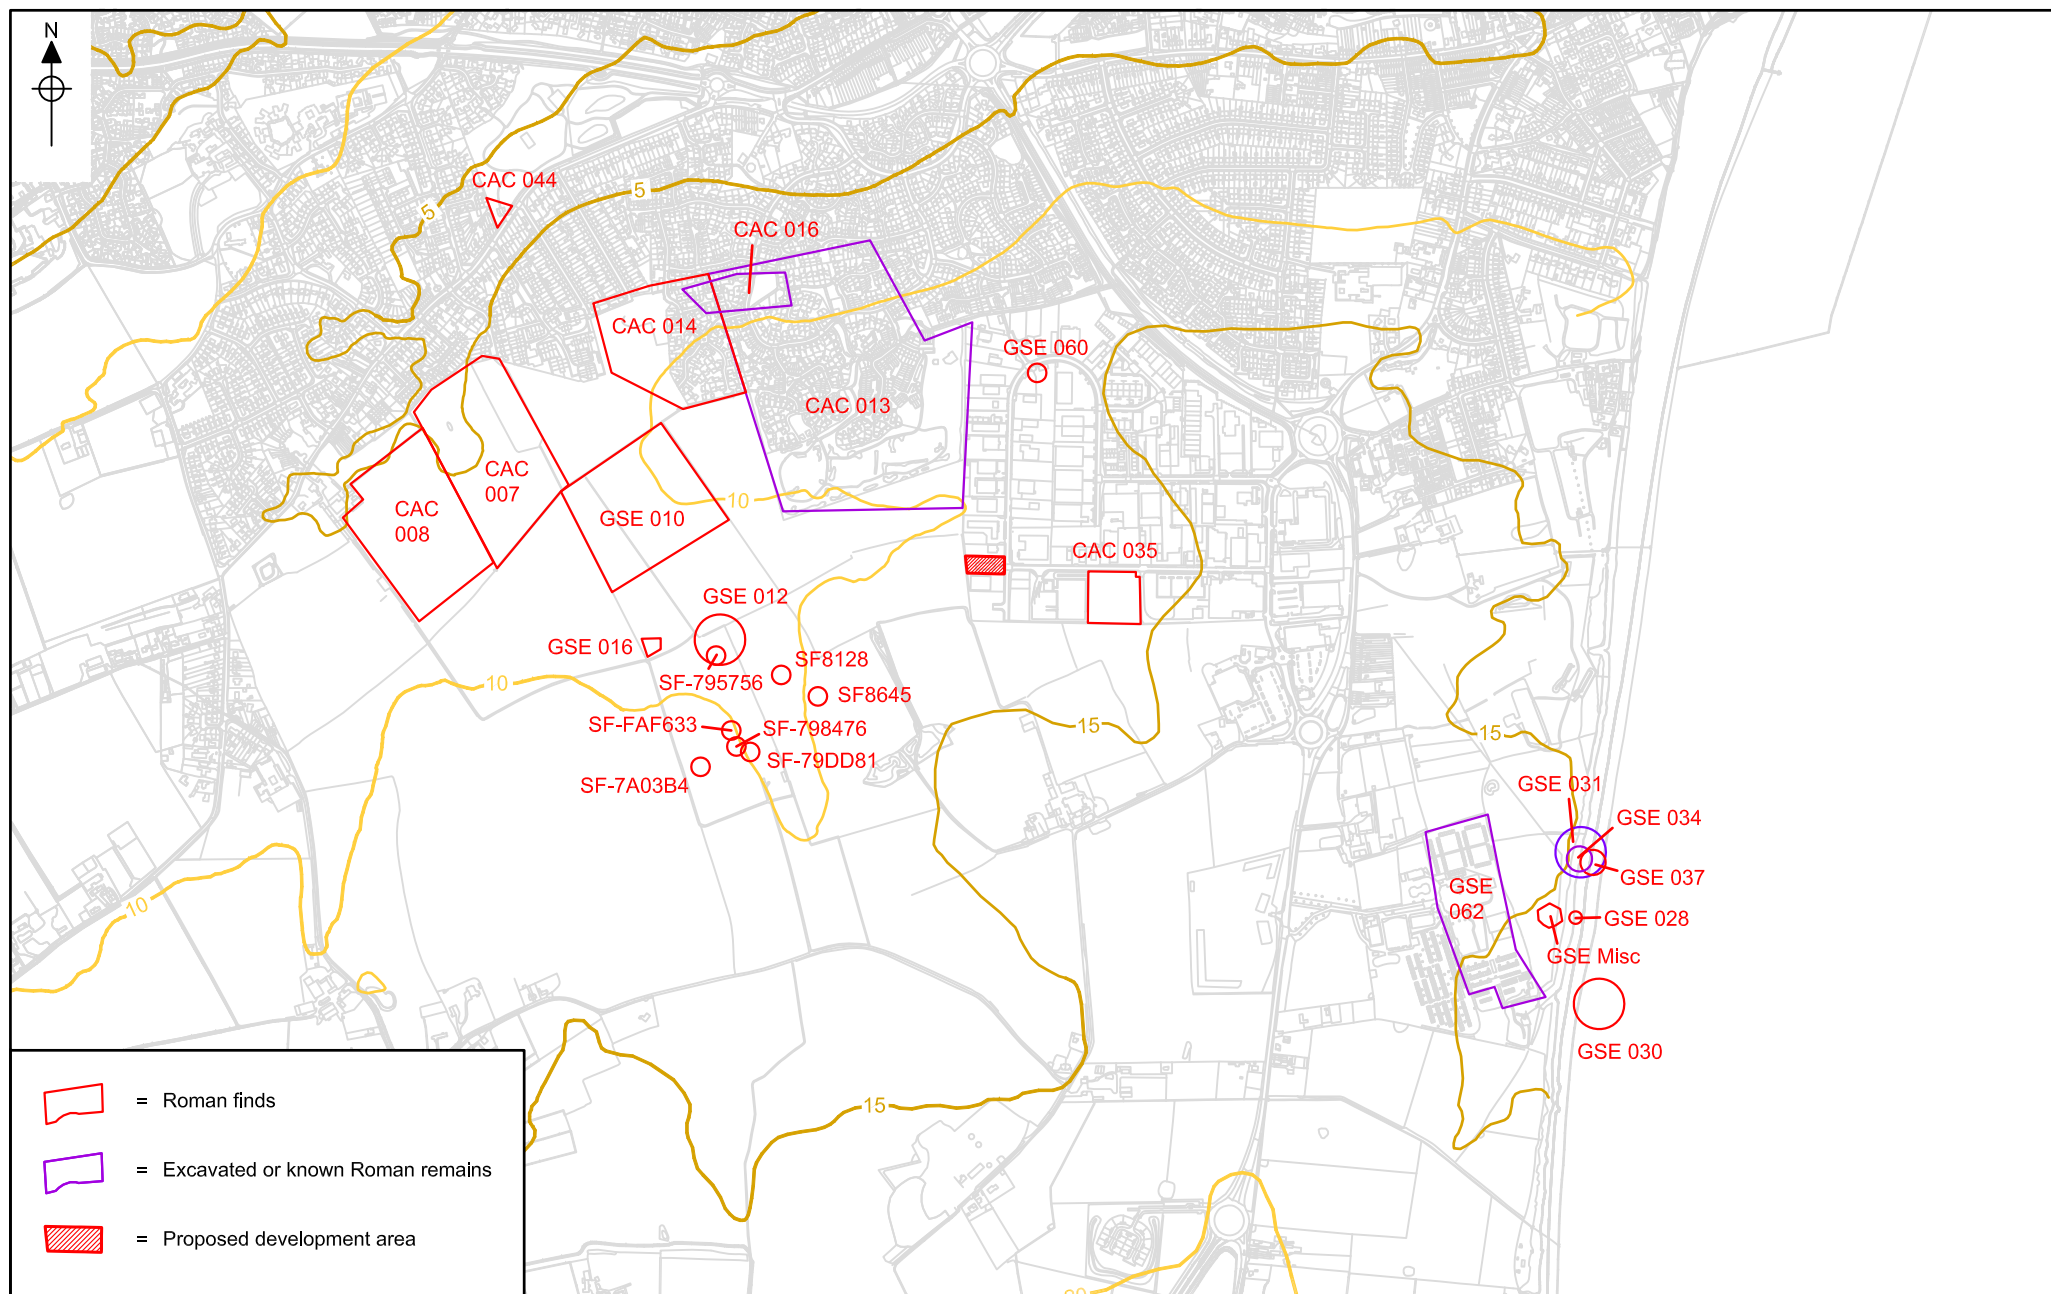 N
CAC 044
5
5
CAC 016
CAC 014
GSE 060
CAC 013
CAC
007
10
CAC
008
GSE 010
CAC 035
GSE 012
GSE 016
SF8128
SF-795756
10
SF8645
SF-FAF633
SF-798476
15
15
SF-79DD81
SF-7A03B4
GSE 031
GSE 034
GSE 037
GSE
062
10
GSE 028
GSE Misc
GSE 030
15
= Roman finds
= Excavated or known Roman remains
= Proposed development area